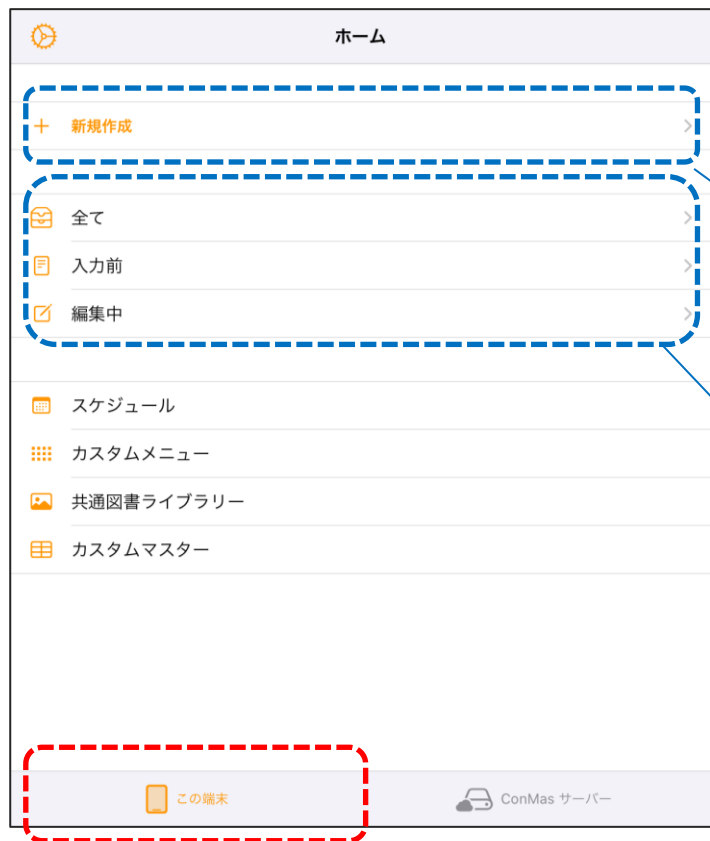 ホーム
新規作成
全て
入力前
編集中
スケジュール
カスタムメニュー
共通図書ライブラリー
カスタムマスター
この端末
ConMas サーバー